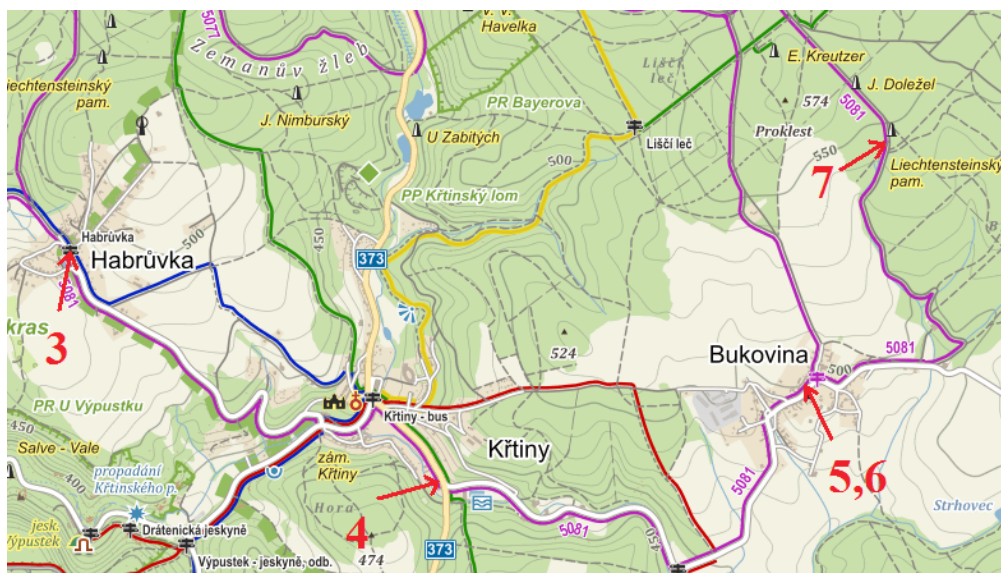 5077
Zemanův žleb
V. V.
Havelka
Liščí
leč
E. Kreutzer
J. Doležel
574
5081
Liechtensteinský
pam.
J. Nimburský
PR Bayerova
U Zabitých
Proklest
550
500
Liščí leč
7
Liechtensteinský
pam.
PP Křtinský lom
450
Habrůvka
500
Habrůvka
373
5081
3
kras
524
Bukovina
5081
500
PR U Výpustku
450
Křtiny - bus
Křtiny
Salve - Vale
zám.
Křtiny
5,6
propadání
Křtinského p.
400
Hora
4
5081
5081
Strhovec
jesk.
Výpustek
Drátenická jeskyně
450
373
Výpustek - jeskyně, odb.
474